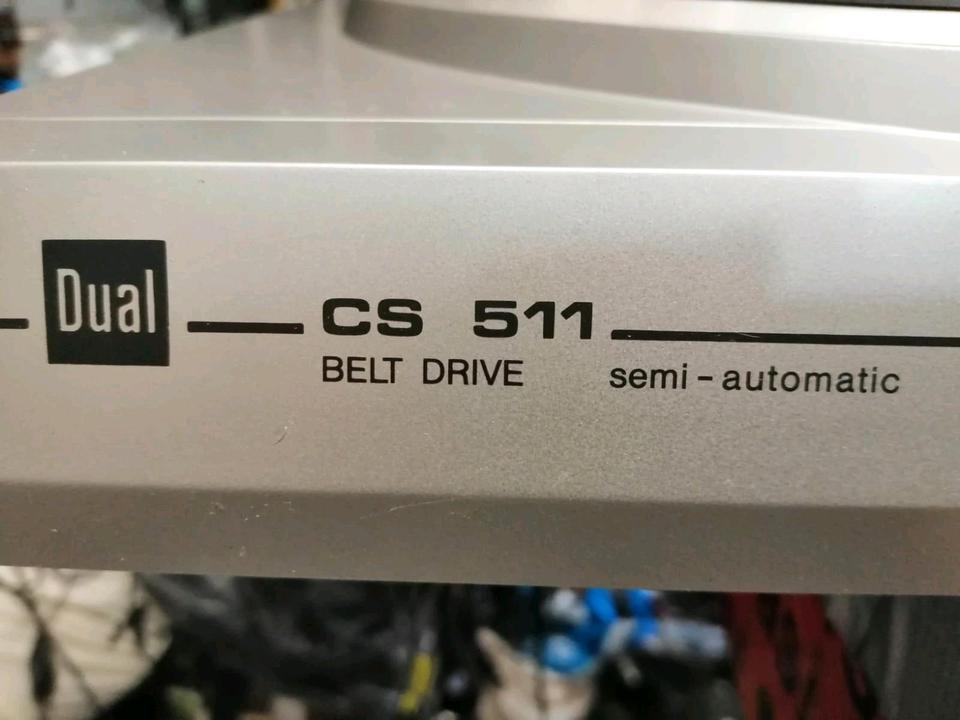 Dual
CS 511
BELT DRIVE semi-automatic